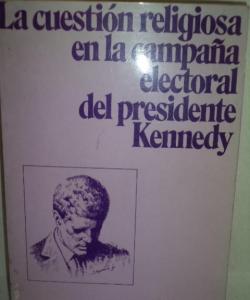 La cuestión religiosa
en la campaña
electoral
del presidente
Kennedy